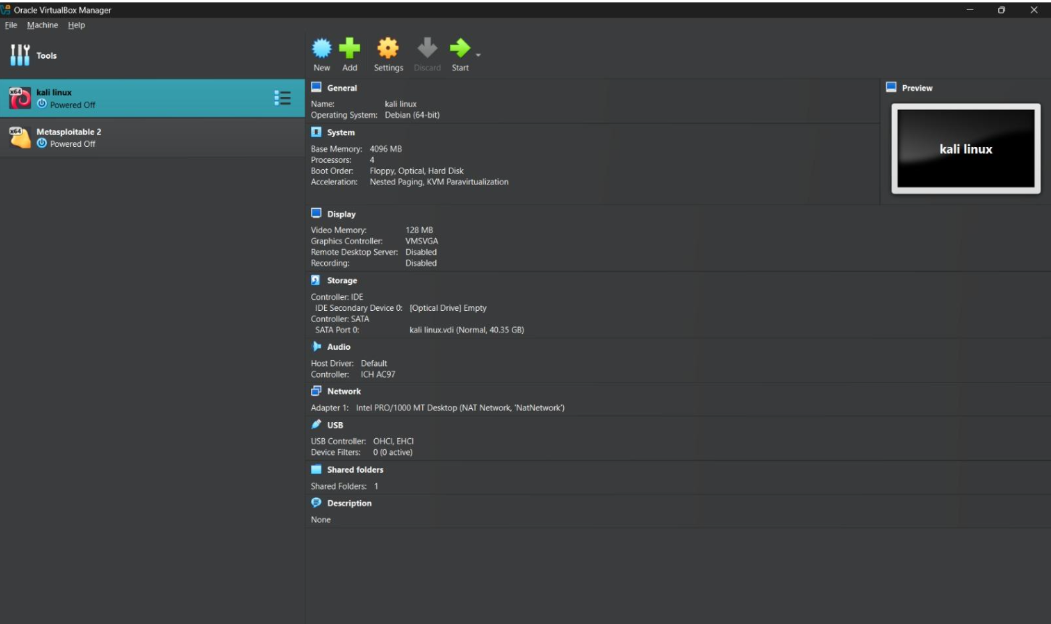 Oracle VirtualBox Manager
File Machine Help
Tools
New Add Settings Discard Start
x64
kali linux
Powered Off
x64
Metasploitable 2
Powered Off
General
Name: kali linux
Operating System: Debian (64-bit)
System
Base Memory: 4096 MB
Processors: 4
Boot Order: Floppy, Optical, Hard Disk
Acceleration: Nested Paging, KVM Paravirtualization
Display
Video Memory: 128 MB
Graphics Controller: VMSVGA
Remote Desktop Server: Disabled
Recording: Disabled
Storage
Controller: IDE
IDE Secondary Device 0: [Optical Drive] Empty
Controller: SATA
SATA Port 0: kali linux.vdi (Normal, 40.35 GB)
Audio
Host Driver: Default
Controller: ICH AC97
Network
Adapter 1: Intel PRO/1000 MT Desktop (NAT Network, 'NatNetwork')
USB
USB Controller: OHCI, EHCI
Device Filters: 0 (0 active)
Shared folders
Shared Folders: 1
Description
None
Preview
kali linux